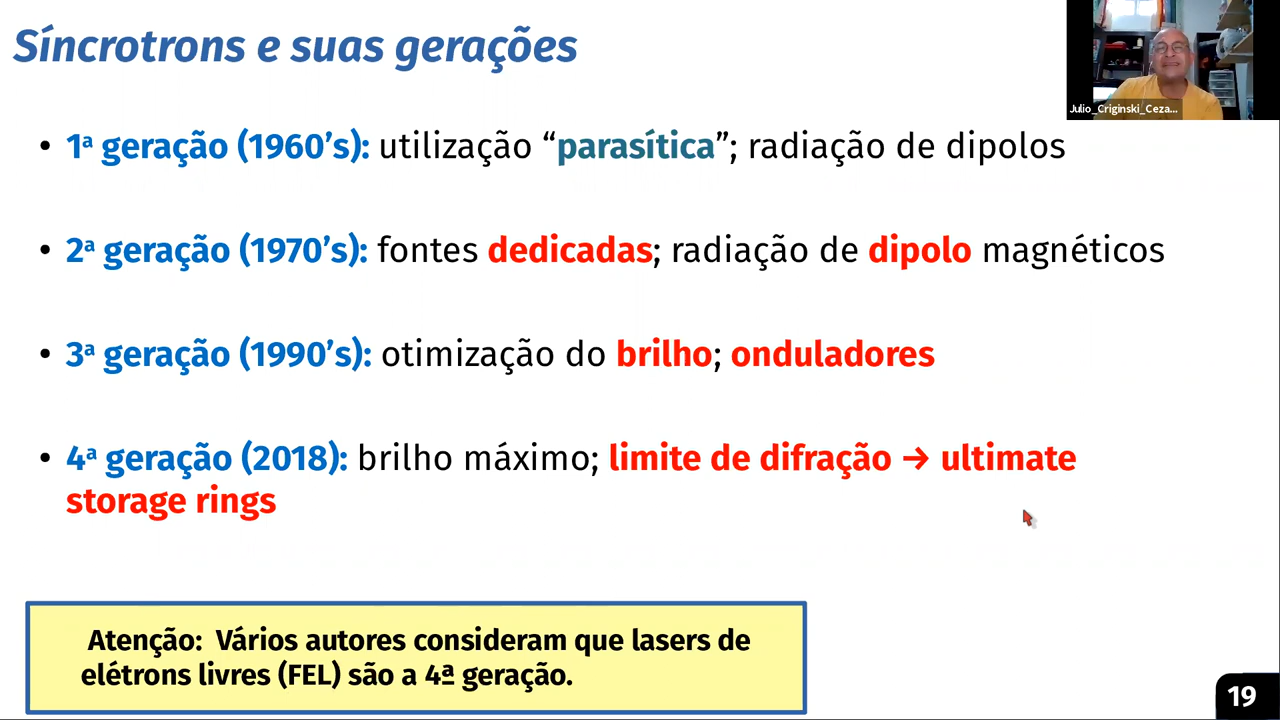 Síncrotrons e suas gerações
Julio_Criginski_Ceza...
• 1ª geração (1960’s): utilização “parasítica”; radiação de dipolos
• 2ª geração (1970’s): fontes dedicadas; radiação de dipolo magnéticos
• 3ª geração (1990’s): otimização do brilho; onduladores
• 4ª geração (2018): brilho máximo; limite de difração → ultimate
storage rings
Atenção: Vários autores consideram que lasers de
elétrons livres (FEL) são a 4ª geração.
19